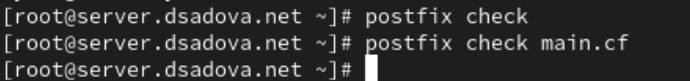 [root@server.dsadova.net ~]# postfix check
[root@server.dsadova.net ~]# postfix check main.cf
[root@server.dsadova.net ~]#